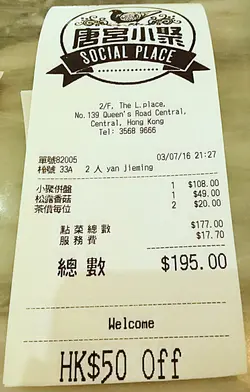 唐宮小聚
SOCIAL PLACE
2/F, The L.place,
No.139 Queen's Road Central,
Central, Hong Kong
Tel: 3568 9666
單號82005 03/07/16 21:27
檯號 33A 2 人 yan jieming
小聚併盤 1 $108.00
松露香菇 1 $49.00
茶價每位 2 $20.00
點菜總數 $177.00
服務費 $17.70
總數 $195.00
Welcome
HK$50 Off